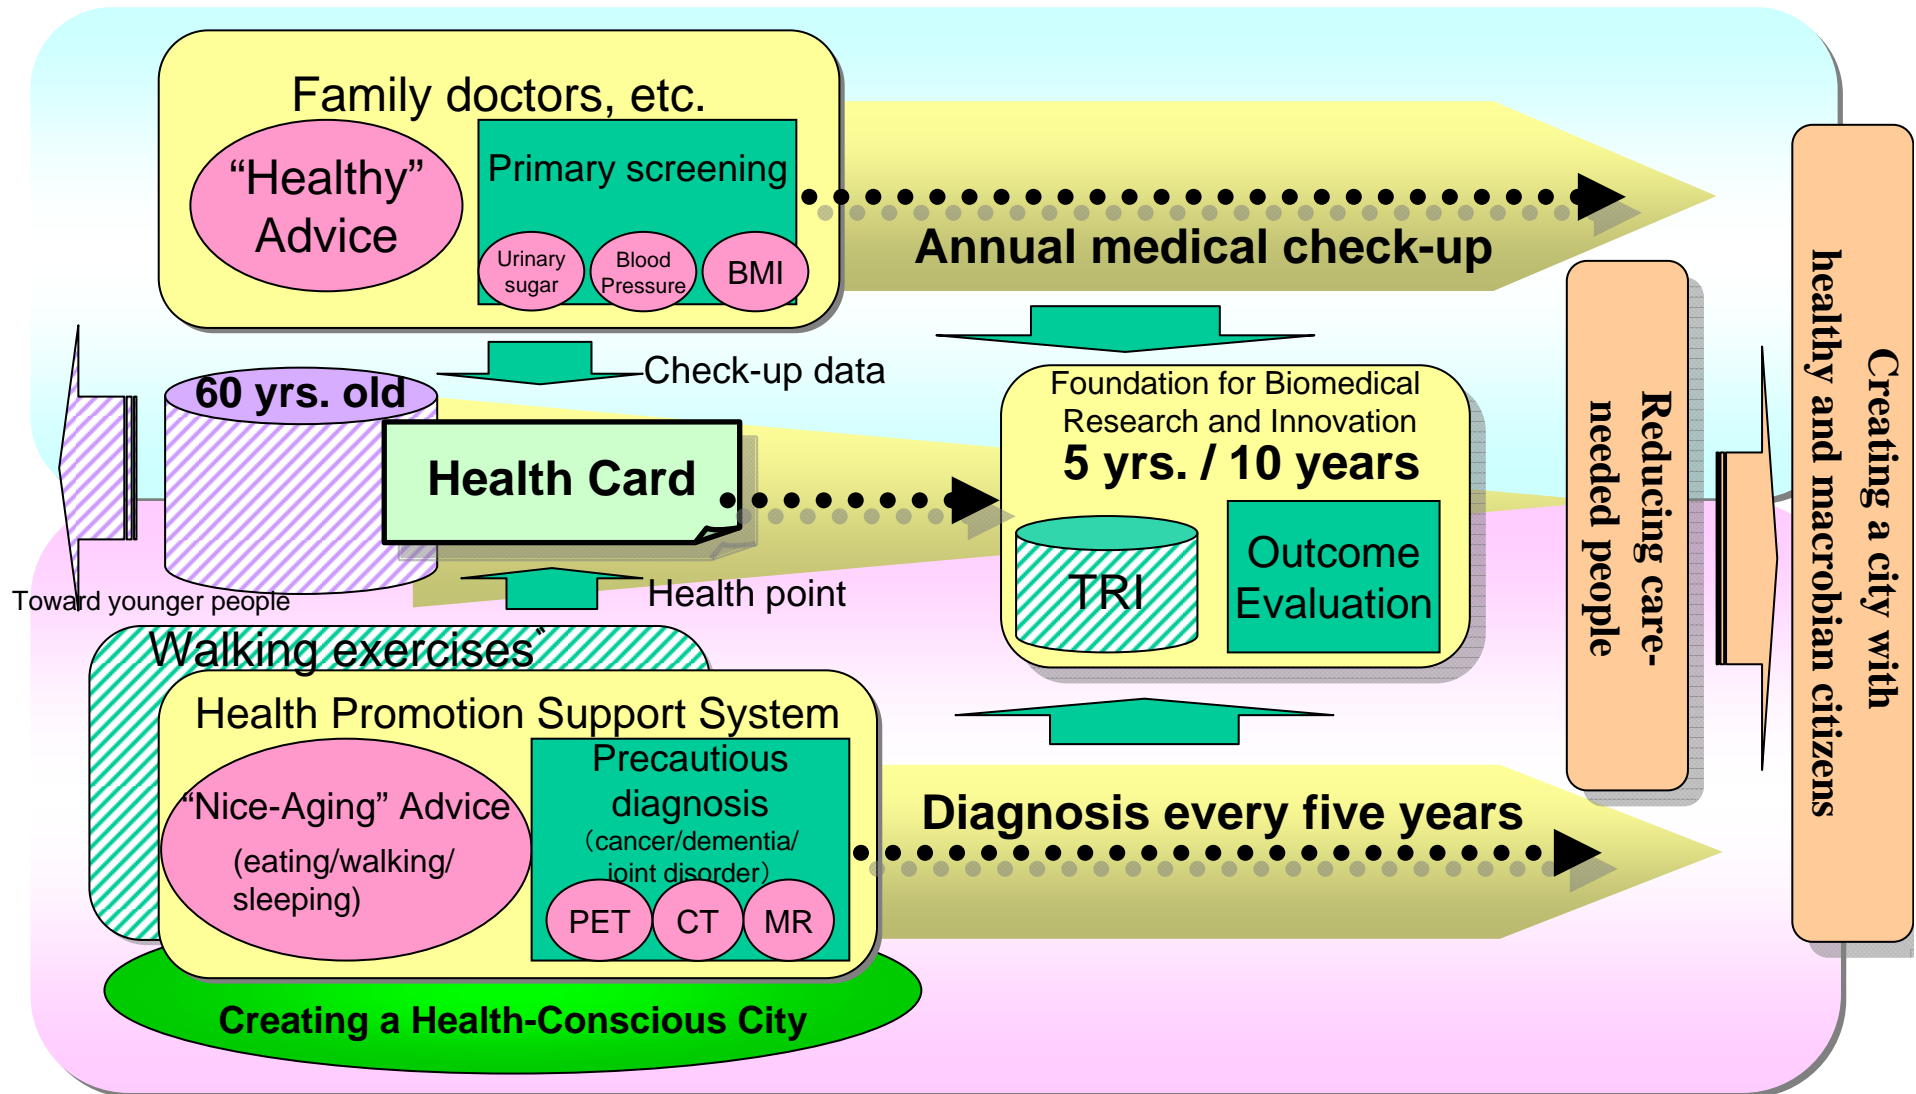 Family doctors, etc.
“Healthy”
Advice
Primary screening
Urinary
sugar
Blood
Pressure
BMI
Annual medical check-up
Check-up data
60 yrs. old
Health Card
Toward younger people
Health point
Foundation for Biomedical
Research and Innovation
5 yrs. / 10 years
TRI
Outcome
Evaluation
Reducing care-
needed people
Creating a city with
healthy and macrobian citizens
Walking exercises”
Health Promotion Support System
“Nice-Aging” Advice
(eating/walking/
sleeping)
Precautious
diagnosis
（cancer/dementia/
joint disorder）
PET
CT
MR
Diagnosis every five years
Creating a Health-Conscious City